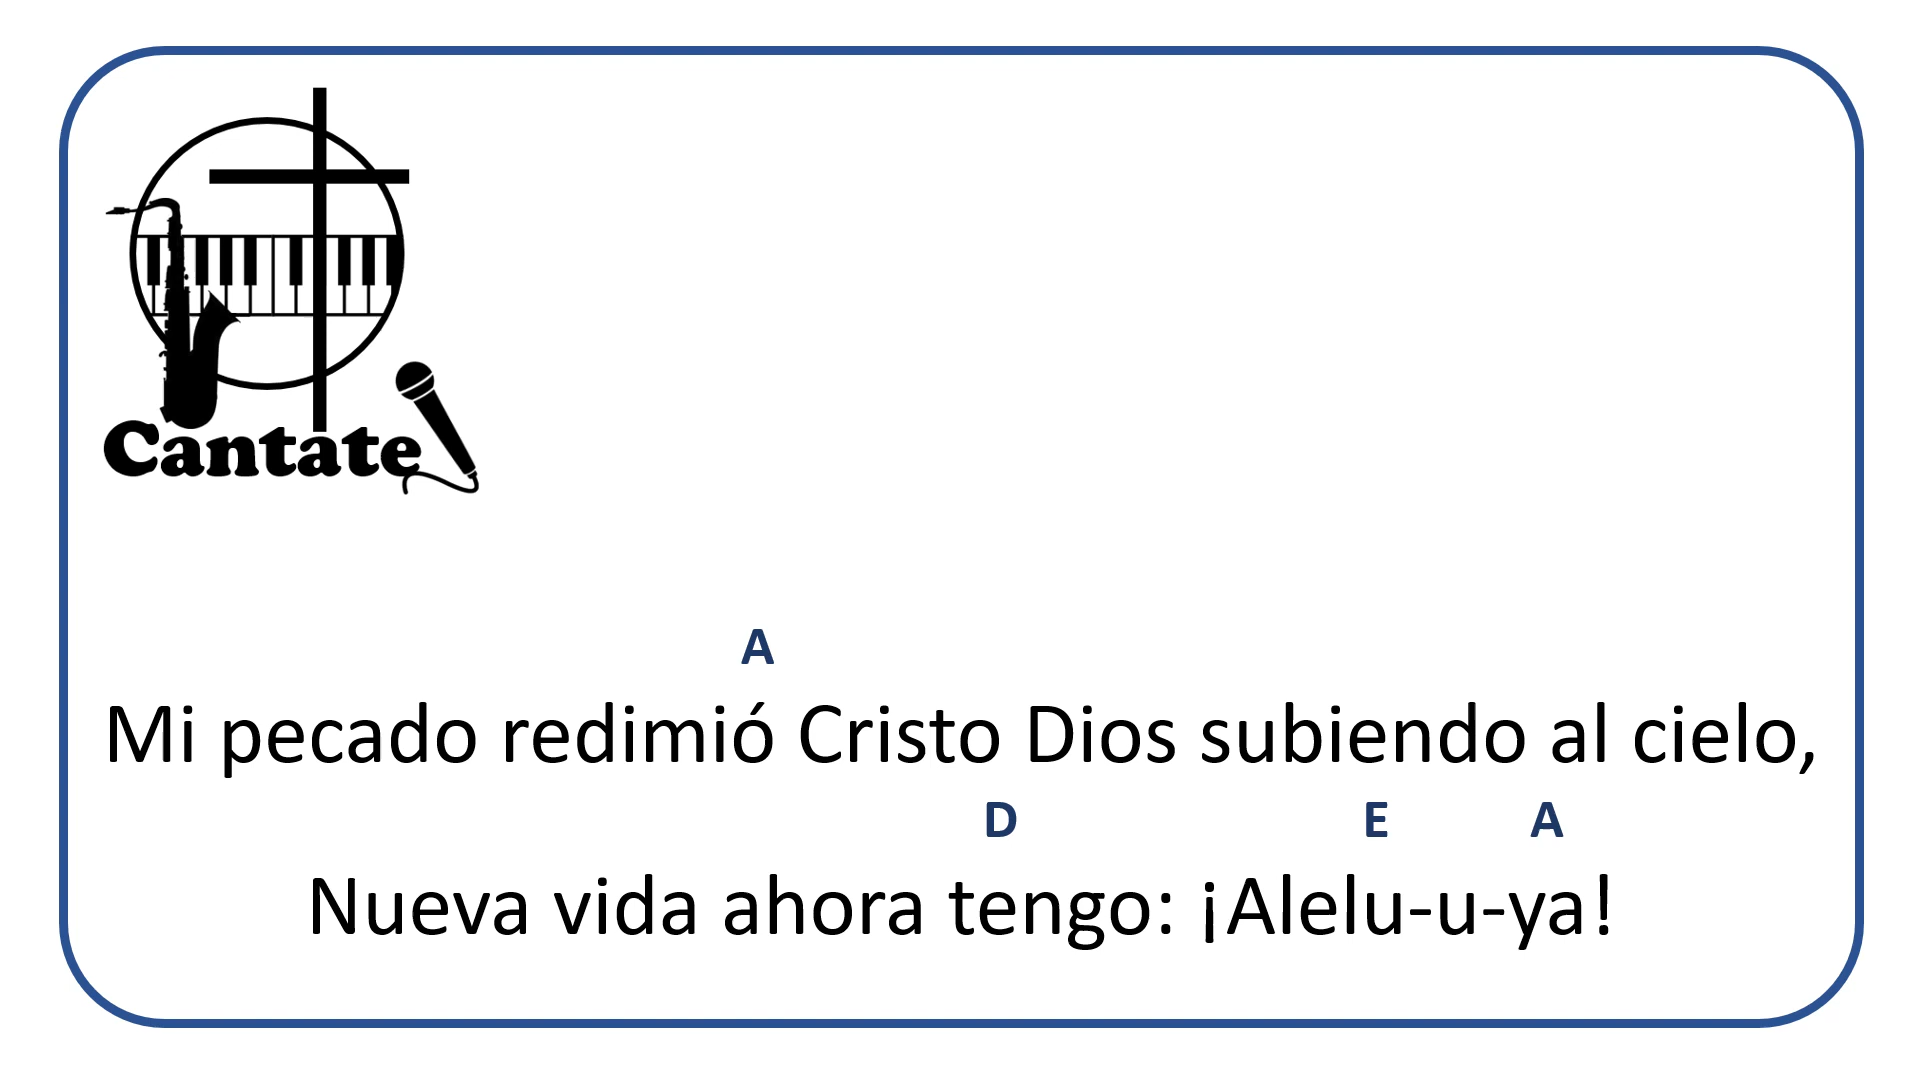 Cantate
A
Mi pecado redimió Cristo Dios subiendo al cielo,
D E A
Nueva vida ahora tengo: ¡Alelu-u-ya!